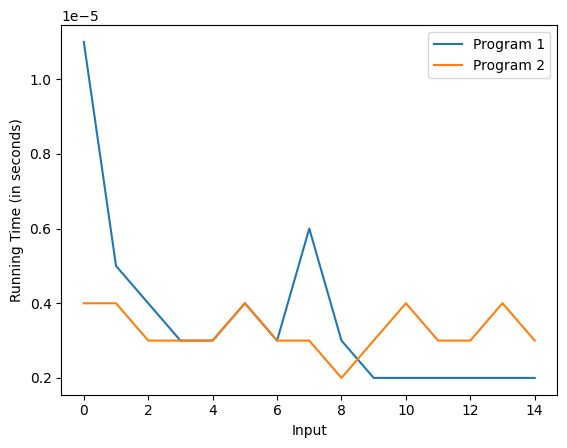 1e−5
Program 1
Program 2
1.0
0.8
0.6
0.4
0.2
Running Time (in seconds)
0 2 4 6 8 10 12 14
Input